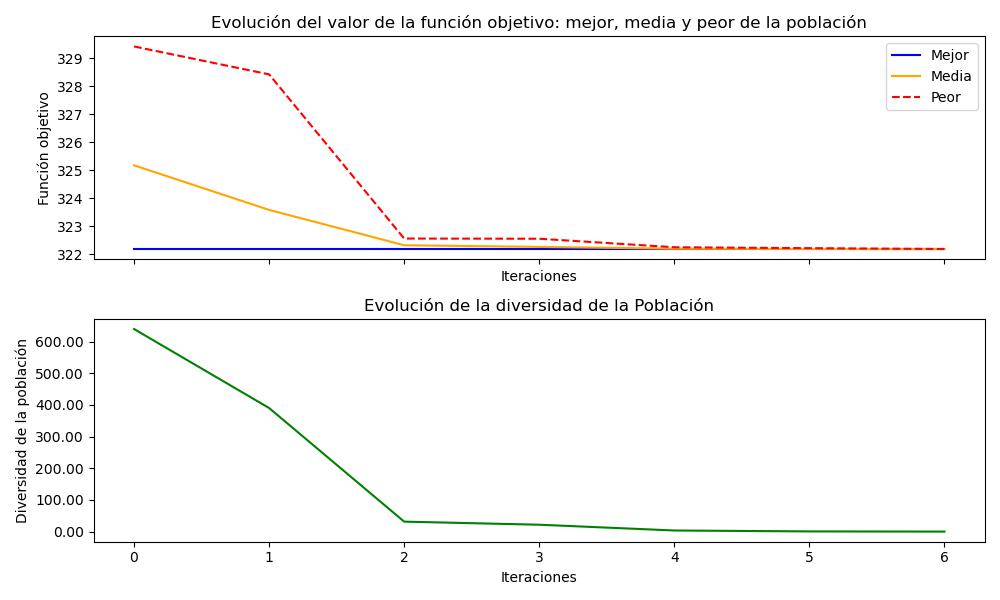 Evolución del valor de la función objetivo: mejor, media y peor de la población
Función objetivo
329
328
327
326
325
324
323
322
Mejor
Media
Peor
Iteraciones
Evolución de la diversidad de la Población
Diversidad de la población
600.00
500.00
400.00
300.00
200.00
100.00
0.00
0 1 2 3 4 5 6
Iteraciones